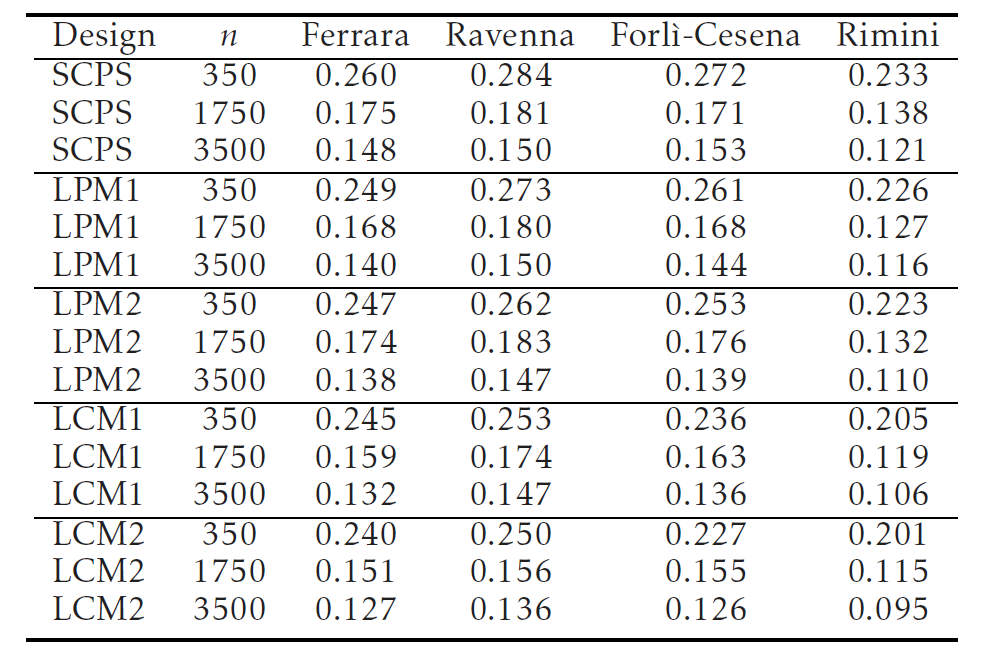 Design n Ferrara Ravenna Forlì-Cesena Rimini
SCPS 350 0.260 0.284 0.272 0.233
SCPS 1750 0.175 0.181 0.171 0.138
SCPS 3500 0.148 0.150 0.153 0.121
LPM1 350 0.249 0.273 0.261 0.226
LPM1 1750 0.168 0.180 0.168 0.127
LPM1 3500 0.140 0.150 0.144 0.116
LPM2 350 0.247 0.262 0.253 0.223
LPM2 1750 0.174 0.183 0.176 0.132
LPM2 3500 0.138 0.147 0.139 0.110
LCM1 350 0.245 0.253 0.236 0.205
LCM1 1750 0.159 0.174 0.163 0.119
LCM1 3500 0.132 0.147 0.136 0.106
LCM2 350 0.240 0.250 0.227 0.201
LCM2 1750 0.151 0.156 0.155 0.115
LCM2 3500 0.127 0.136 0.126 0.095